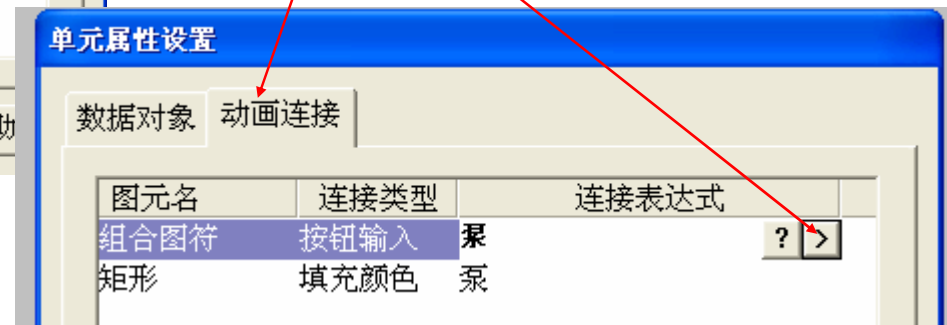 单元属性设置
数据对象 动画连接
图元名 连接类型 连接表达式
组合图符 按钮输入 泵 ? >
矩形 填充颜色 泵